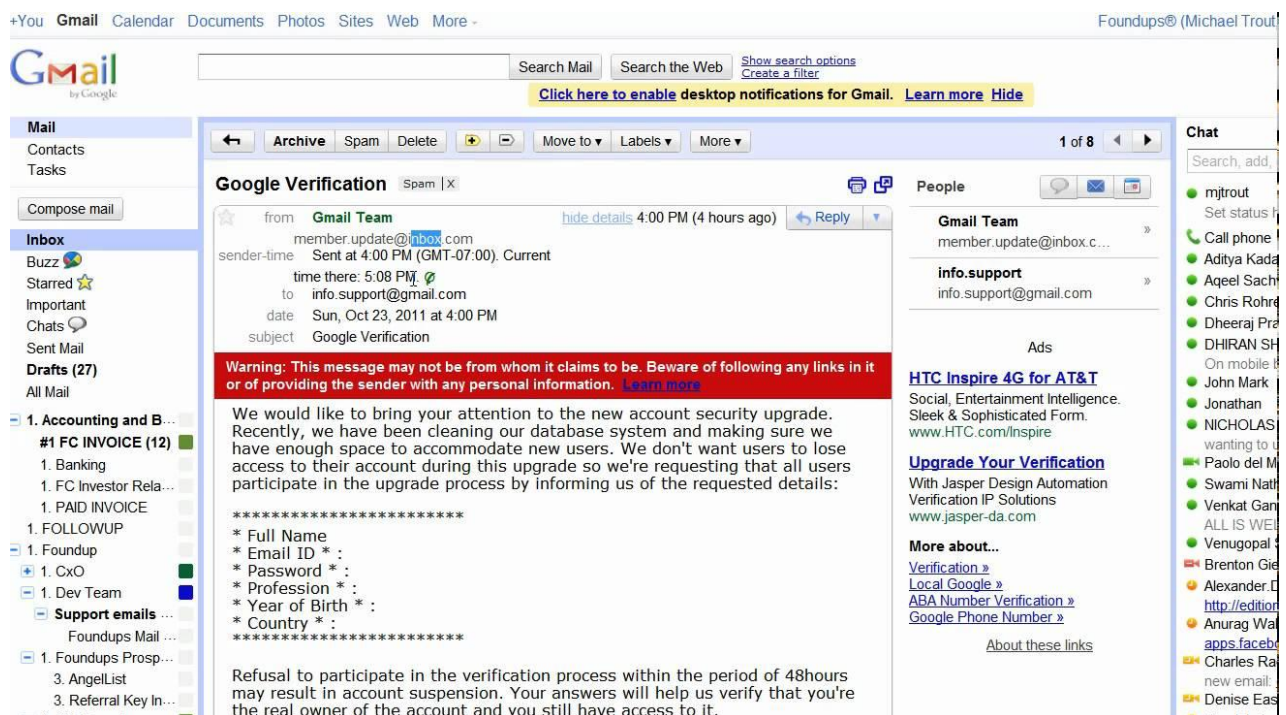 +You Gmail Calendar Documents Photos Sites Web More
Foundups® (Michael Trout
Gmail
by Google
Search Mail
Search the Web
Show search options
Create a filter
Click here to enable desktop notifications for Gmail. Learn more Hide
Mail
Contacts
Tasks
Compose mail
Inbox
Buzz
Starred
Important
Chats
Sent Mail
Drafts (27)
All Mail
1. Accounting and B...
#1 FC INVOICE (12)
1. Banking
1. FC Investor Rela...
1. PAID INVOICE
1. FOLLOWUP
1. Foundup
1. CxO
1. Dev Team
Support emails ...
Foundups Mail ...
1. Foundups Prosp...
3. AngelList
3. Referral Key In...
Archive Spam Delete Move to ▾ Labels ▾ More ▾
1 of 8
Google Verification Spam | X
from Gmail Team hide details 4:00 PM (4 hours ago) Reply
member.update@inbox.com
sender-time Sent at 4:00 PM (GMT-07:00). Current
time there: 5:08 PM.
to info.support@gmail.com
date Sun, Oct 23, 2011 at 4:00 PM
subject Google Verification
Warning: This message may not be from whom it claims to be. Beware of following any links in it
or of providing the sender with any personal information. Learn more
We would like to bring your attention to the new account security upgrade.
Recently, we have been cleaning our database system and making sure we
have enough space to accommodate new users. We don't want users to lose
access to their account during this upgrade so we're requesting that all users
participate in the upgrade process by informing us of the requested details:
************************
* Full Name
* Email ID * :
* Password * :
* Profession * :
* Year of Birth * :
* Country * :
************************
Refusal to participate in the verification process within the period of 48hours
may result in account suspension. Your answers will help us verify that you're
the real owner of the account and you still have access to it.
People
Gmail Team
member.update@inbox.c...
info.support
info.support@gmail.com
Ads
HTC Inspire 4G for AT&T
Social, Entertainment Intelligence.
Sleek & Sophisticated Form.
www.HTC.com/Inspire
Upgrade Your Verification
With Jasper Design Automation
Verification IP Solutions
www.jasper-da.com
More about...
Verification »
Local Google »
ABA Number Verification »
Google Phone Number »
About these links
Chat
Search, add,
mjtrout
Set status
Call phone
Aditya Kada
Aqeel Sach
Chris Rohre
Dheeraj Pra
DHIRAN SH
On mobile
John Mark
Jonathan
NICHOLAS
wanting to
Paolo del M
Swami Nath
Venkat Gan
ALL IS WEL
Venugopal
Brenton Gie
Alexander.D
http://edition
Anurag Wal
apps.facebo
Charles Ra
new email:
Denise Eas